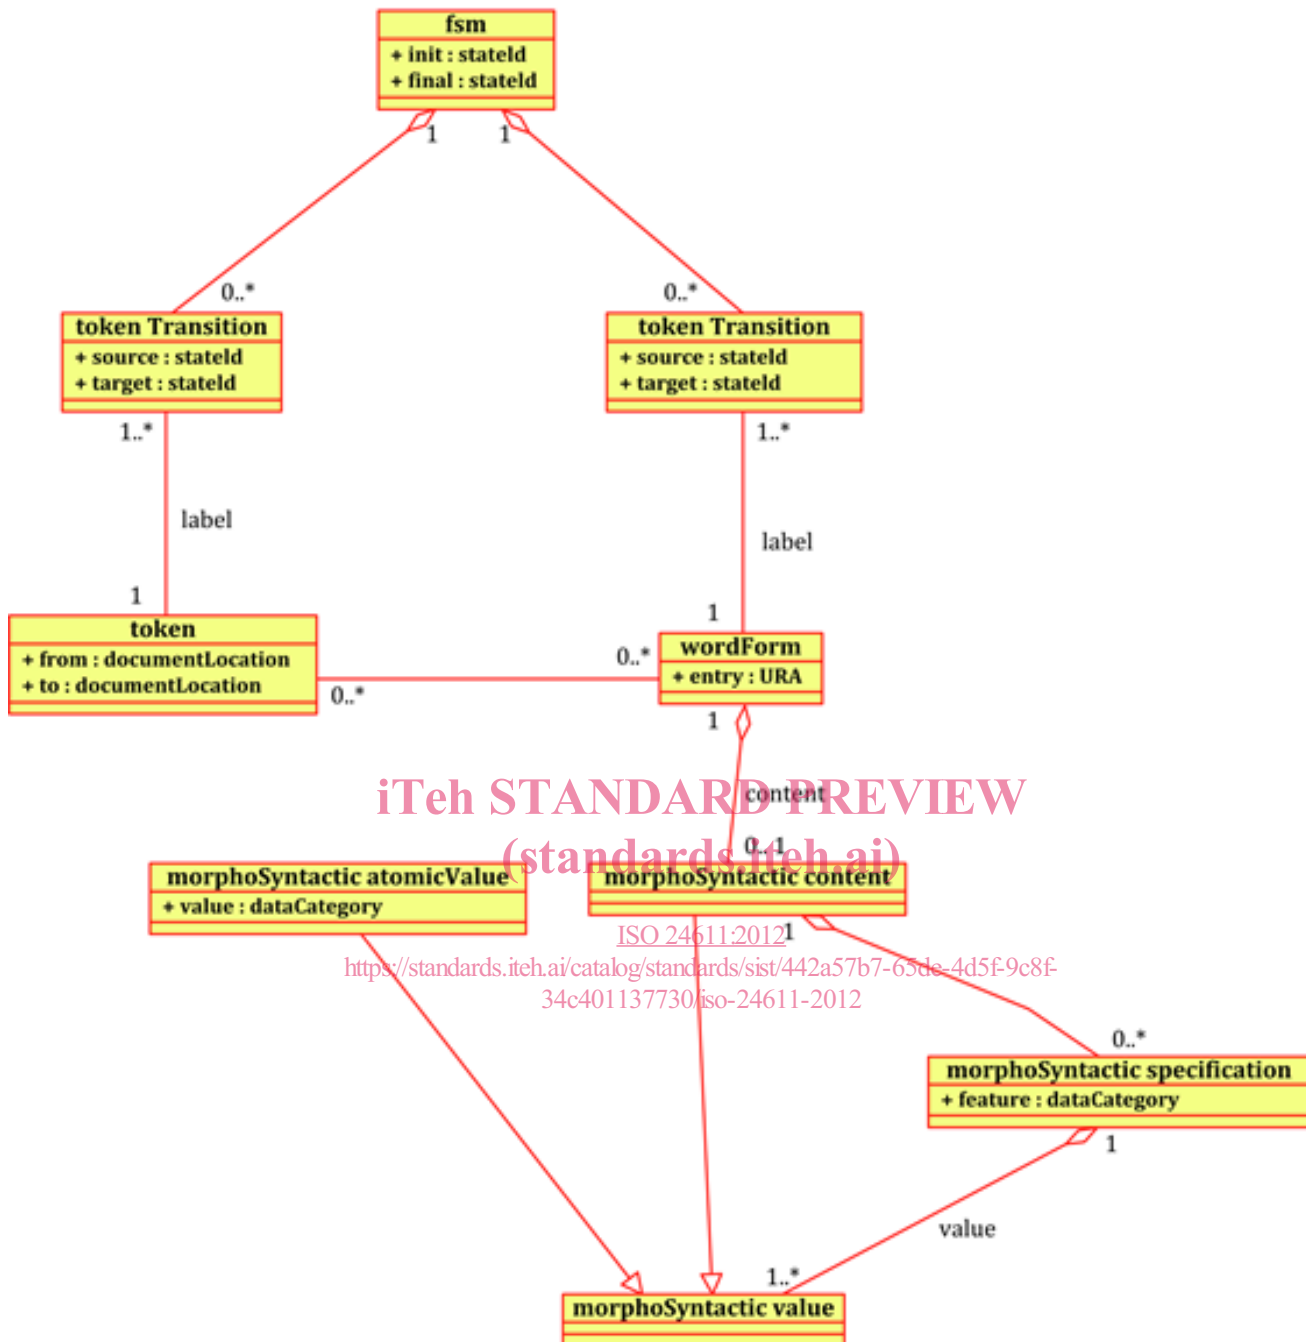 fsm
+ init : stateId
+ final : stateId
1
1
0..*
0..*
token Transition
+ source : stateId
+ target : stateId
token Transition
+ source : stateId
+ target : stateId
1..*
1..*
label
label
1
1
token
+ from : documentLocation
+ to : documentLocation
0..*
0..*
wordForm
+ entry : URA
1
iTeh STANDARD PREVIEW
content
(standards.iteh.ai)
0..1
morphoSyntactic atomicValue
+ value : dataCategory
morphoSyntactic content
ISO 24611:2012
1
https://standards.iteh.ai/catalog/standards/sist/442a57b7-65de-4d5f-9c8f-
34c401137730/iso-24611-2012
0..*
morphoSyntactic specification
+ feature : dataCategory
1
value
1..*
morphoSyntactic value